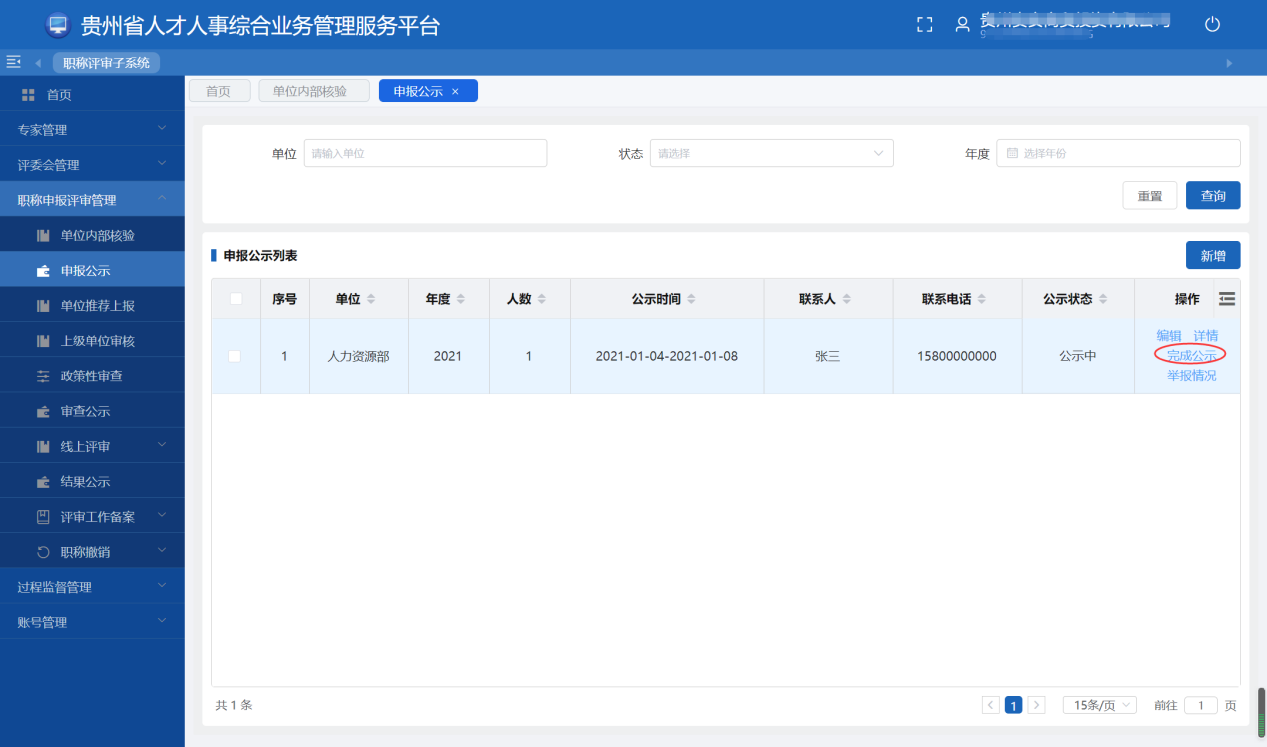 贵州省人才人事综合业务管理服务平台
职称评审子系统
首页
专家管理
评委会管理
职称申报评审管理
单位内部核验
申报公示
单位推荐上报
上级单位审核
政策性审查
审查公示
线上评审
结果公示
评审工作备案
职称撤销
过程监督管理
账号管理
首页 单位内部核验 申报公示 ×
单位 请输入单位 状态 请选择 年度 选择年份
重置 查询
申报公示列表 新增
序号 单位 年度 人数 公示时间 联系人 联系电话 公示状态 操作
1 人力资源部 2021 1 2021-01-04-2021-01-08 张三 15800000000 公示中
编辑 详情
完成公示
举报情况
共 1 条 1 15条/页 前往 1 页